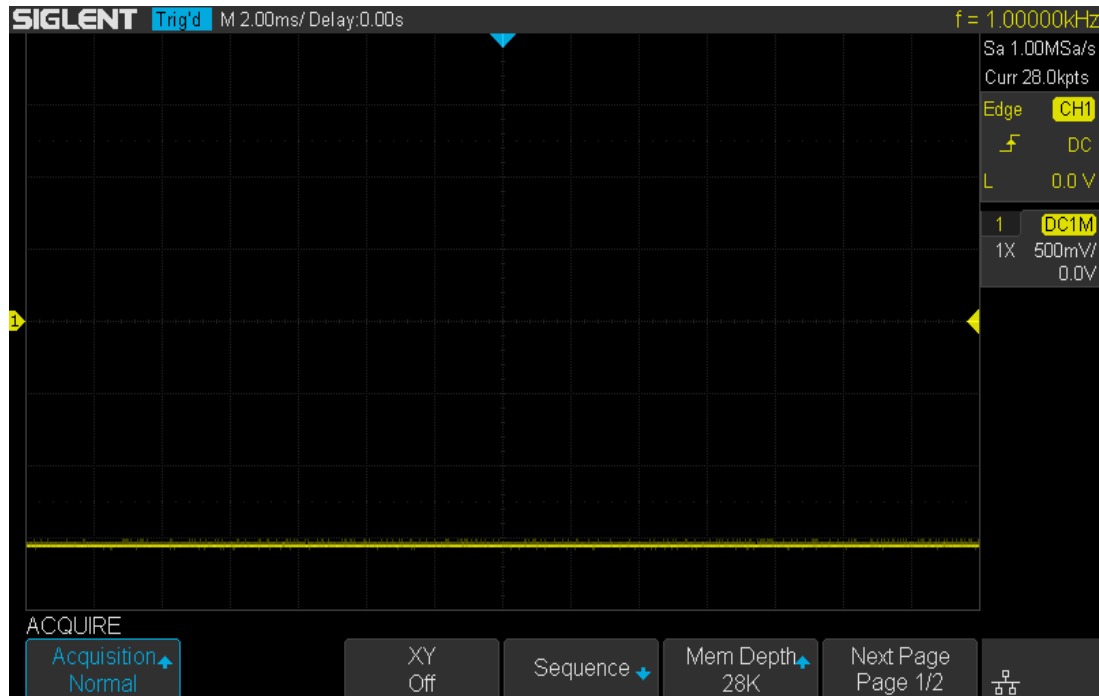 SIGLENT Trig'd M 2.00ms/ Delay:0.00s f = 1.00000kHz
Sa 1.00MSa/s
Curr 28.0kpts
Edge CH1
DC
L 0.0 V
1 DC1M
1X 500mV/
0.0V
1
ACQUIRE
Acquisition
Normal
XY
Off
Sequence
Mem Depth
28K
Next Page
Page 1/2